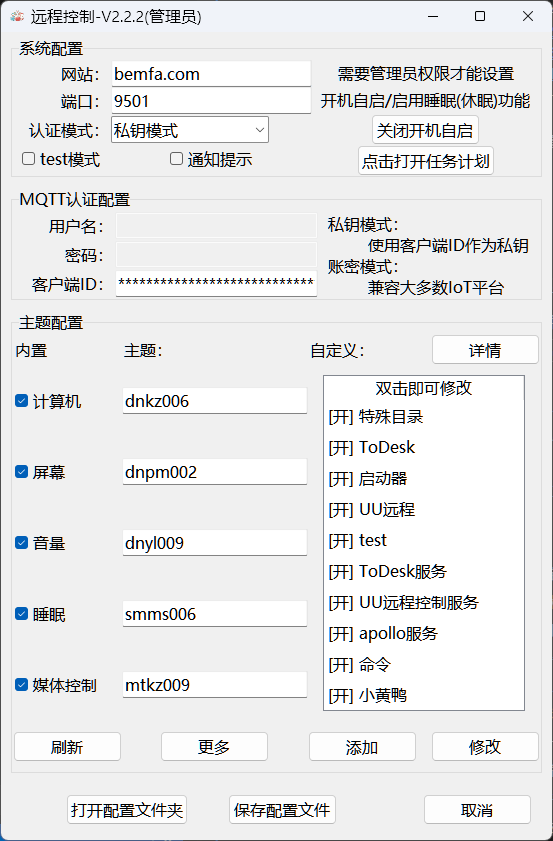 远程控制-V2.2.2(管理员)
系统配置
网站： bemfa.com
需要管理员权限才能设置
端口： 9501
开机自启/启用睡眠(休眠)功能
认证模式： 私钥模式
关闭开机自启
test模式 通知提示
点击打开任务计划
MQTT认证配置
用户名：
私钥模式：
使用客户端ID作为私钥
密码：
账密模式：
客户端ID： ****************************
兼容大多数IoT平台
主题配置
内置 主题： 自定义： 详情
双击即可修改
计算机 dnkz006
[开] 特殊目录
[开] ToDesk
屏幕 dnpm002
[开] 启动器
[开] UU远程
音量 dnyl009
[开] test
[开] ToDesk服务
睡眠 smms006
[开] UU远程控制服务
[开] apollo服务
[开] 命令
媒体控制 mtkz009
[开] 小黄鸭
刷新 更多 添加 修改
打开配置文件夹 保存配置文件 取消